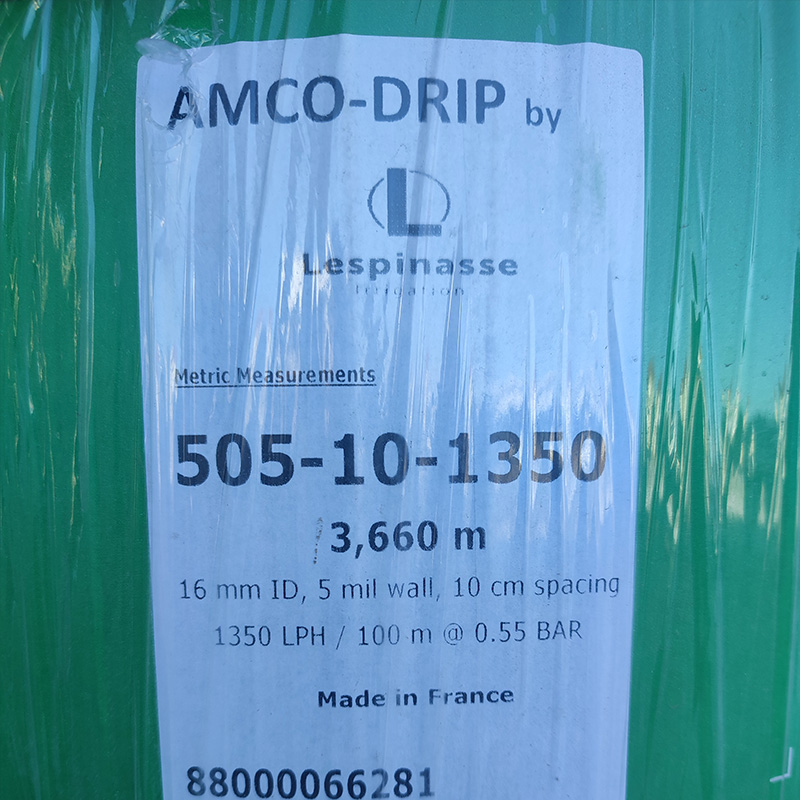 AMCO-DRIP by
L
Lespinasse
Irrigation
Metric Measurements
505-10-1350
3,660 m
16 mm ID, 5 mil wall, 10 cm spacing
1350 LPH / 100 m @ 0.55 BAR
Made in France
88000066281